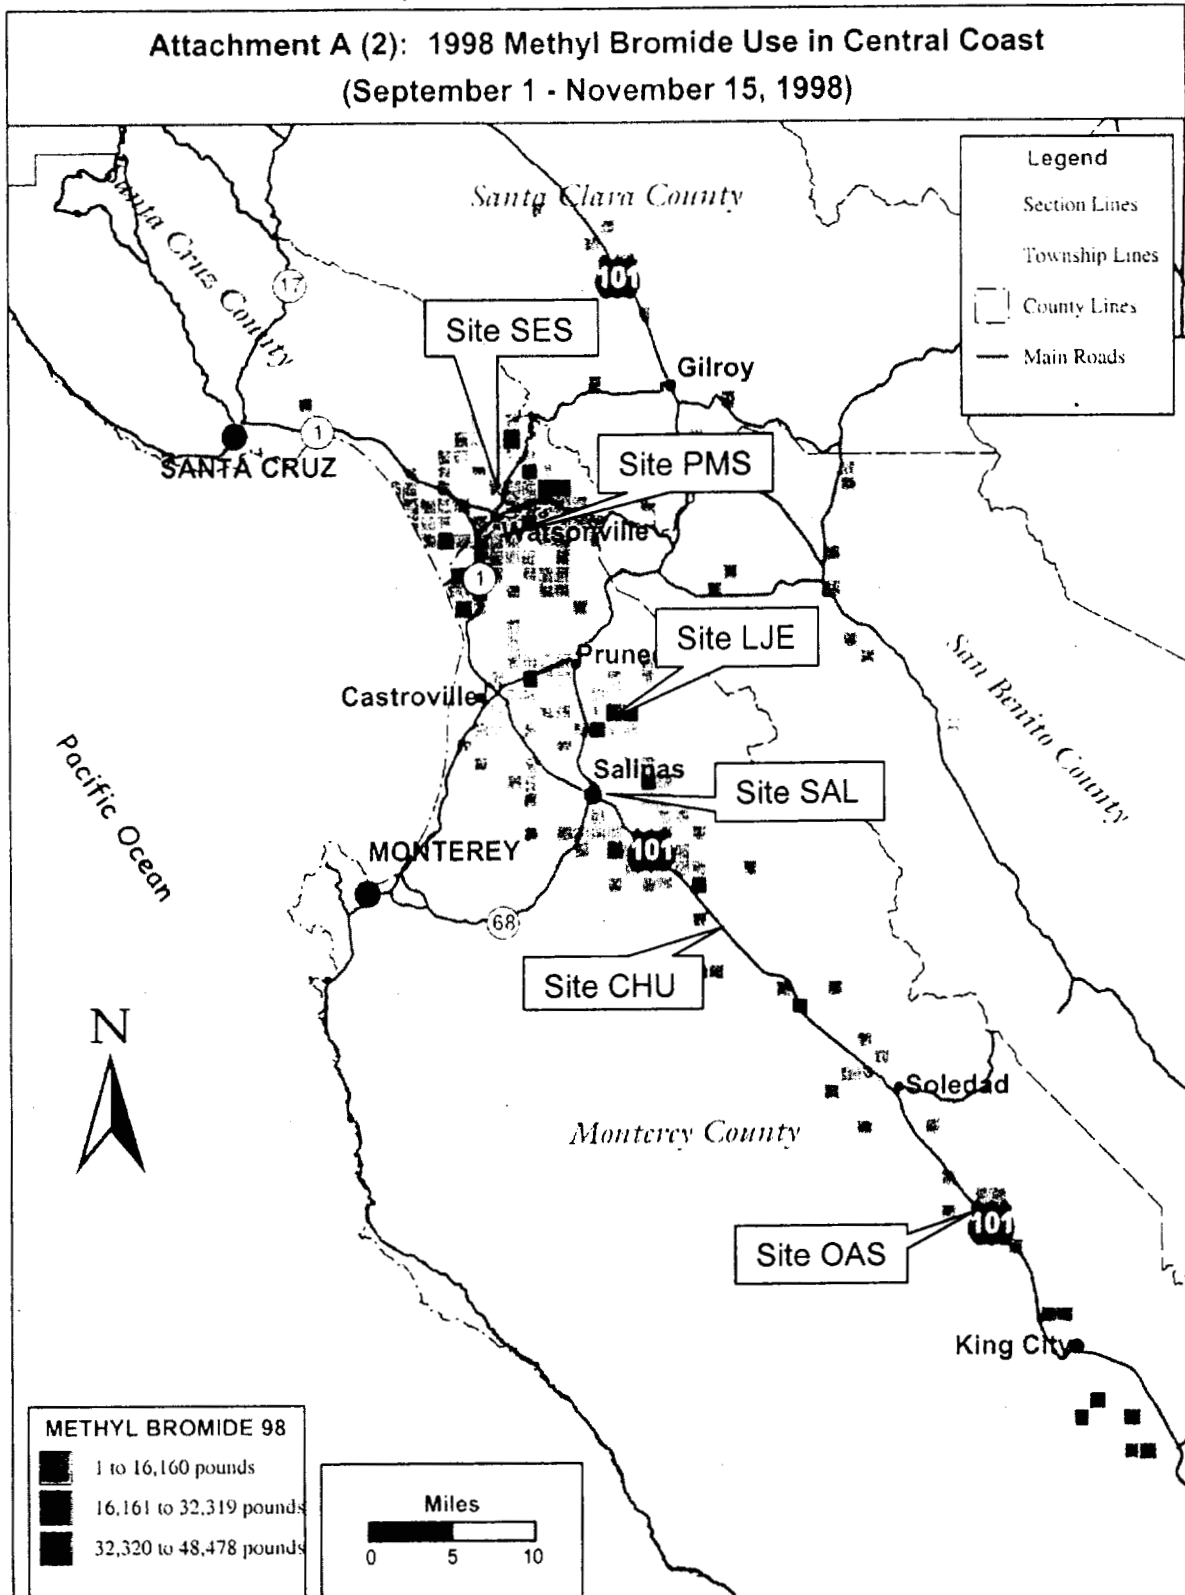 Attachment A (2): 1998 Methyl Bromide Use in Central Coast
(September 1 - November 15, 1998)
Legend
Section Lines
Township Lines
County Lines
Main Roads
Santa Clara County
Santa Cruz County
17
101
Site SES
Gilroy
1
SANTA CRUZ
Site PMS
Watsonville
1
Site LJE
Prune
Castroville
San Benito County
Pacific Ocean
Salinas
Site SAL
MONTEREY
101
68
Site CHU
N
Soledad
Monterey County
101
Site OAS
King City
METHYL BROMIDE 98
1 to 16,160 pounds
16,161 to 32,319 pounds
32,320 to 48,478 pounds
Miles
0 5 10